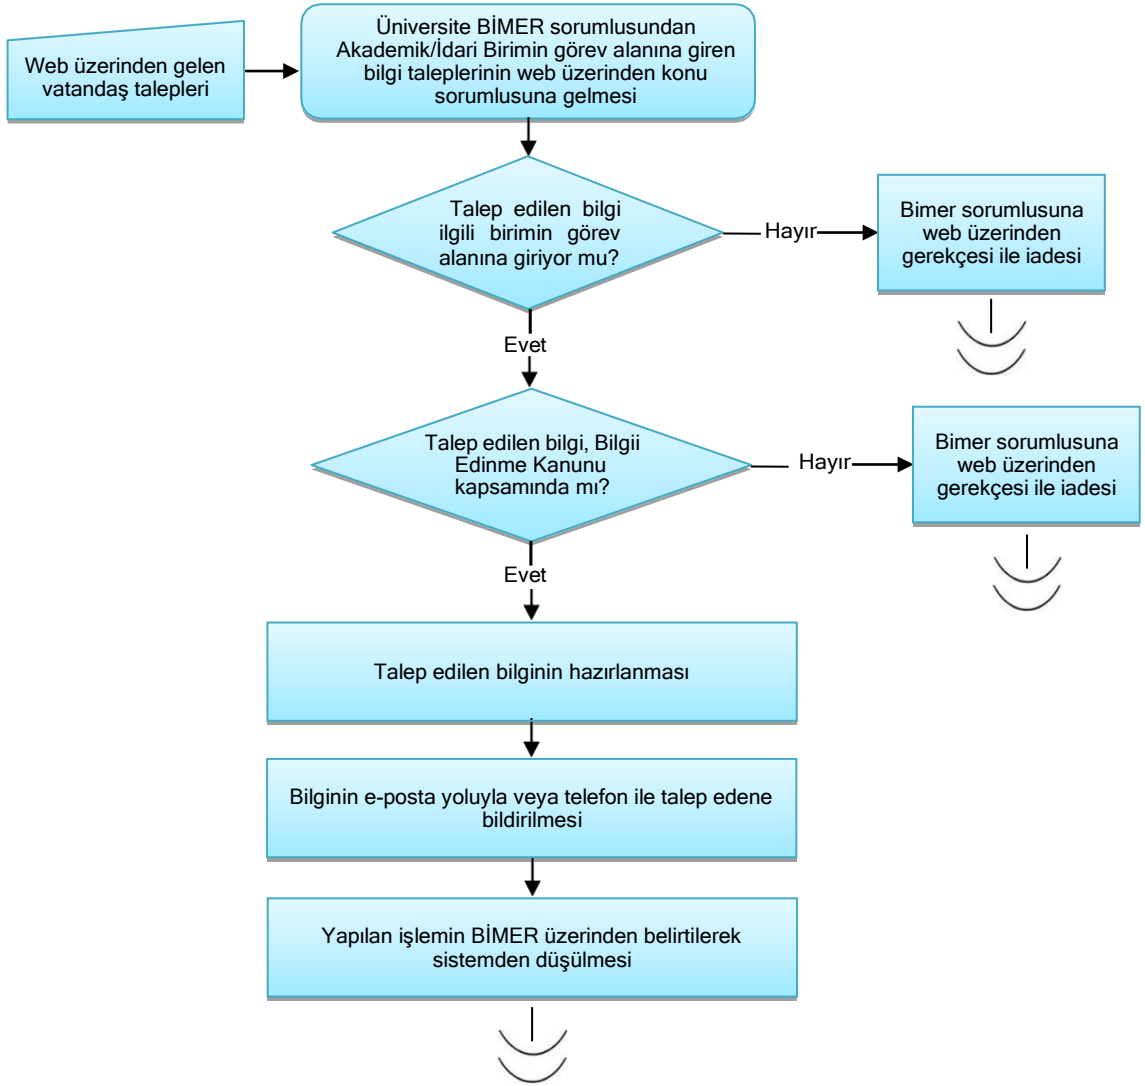 Web üzerinden gelen
vatandaş talepleri
Üniversite BİMER sorumlusundan
Akademik/İdari Birimin görev alanına giren
bilgi taleplerinin web üzerinden konu
sorumlusuna gelmesi
Talep edilen bilgi
ilgili birimin görev
alanına giriyor mu?
Hayır
Bimer sorumlusuna
web üzerinden
gerekçesi ile iadesi
Evet
Talep edilen bilgi, Bilgii
Edinme Kanunu
kapsamında mı?
Hayır
Bimer sorumlusuna
web üzerinden
gerekçesi ile iadesi
Evet
Talep edilen bilginin hazırlanması
Bilginin e-posta yoluyla veya telefon ile talep edene
bildirilmesi
Yapılan işlemin BİMER üzerinden belirtilerek
sistemden düşülmesi